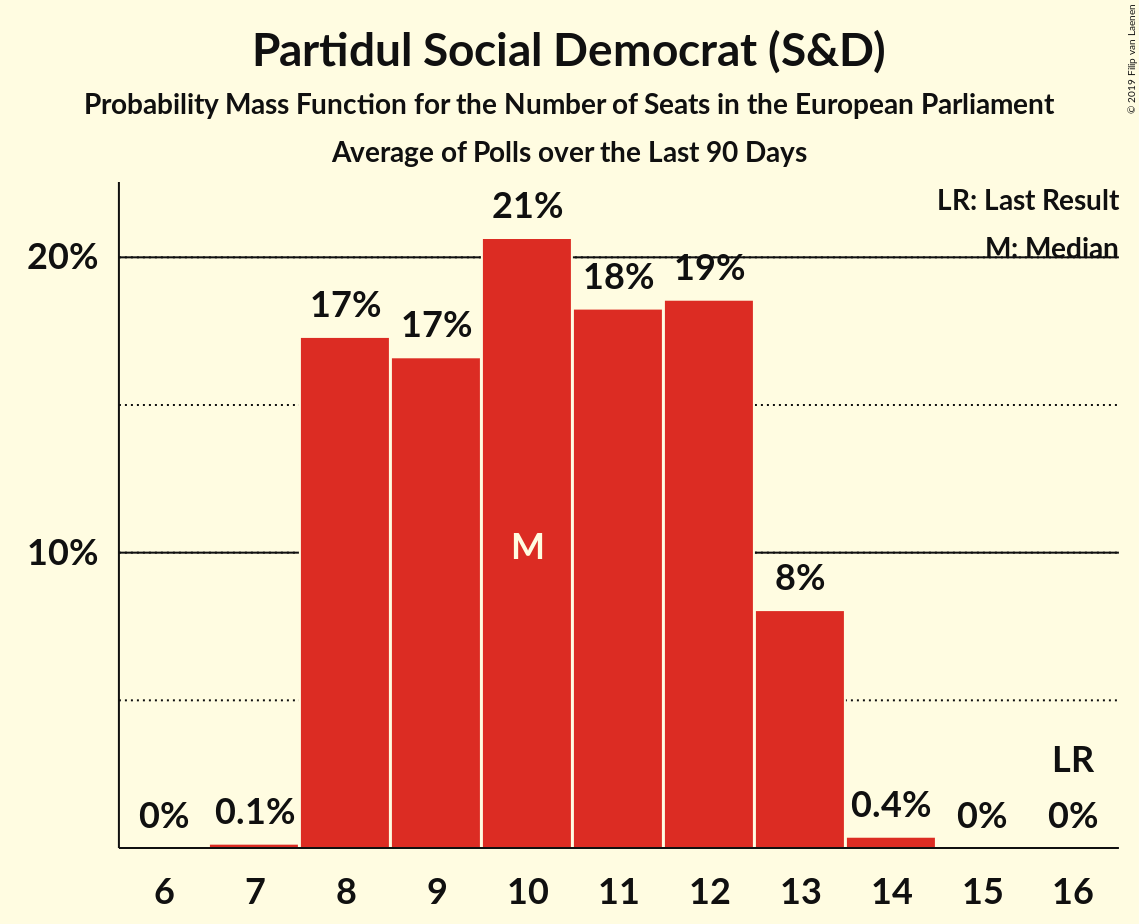 Partidul Social Democrat (S&D)
Probability Mass Function for the Number of Seats in the European Parliament
Average of Polls over the Last 90 Days
© 2019 Filip van Laenen
LR: Last Result
M: Median
20%
10%
0%
0.1%
17%
17%
21%
18%
19%
8%
0.4%
0%
LR
0%
M
6 7 8 9 10 11 12 13 14 15 16